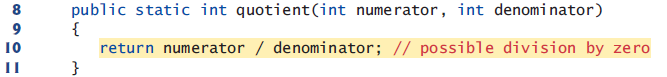 8 public static int quotient(int numerator, int denominator)
9 {
10 return numerator / denominator; // possible division by zero
11 }